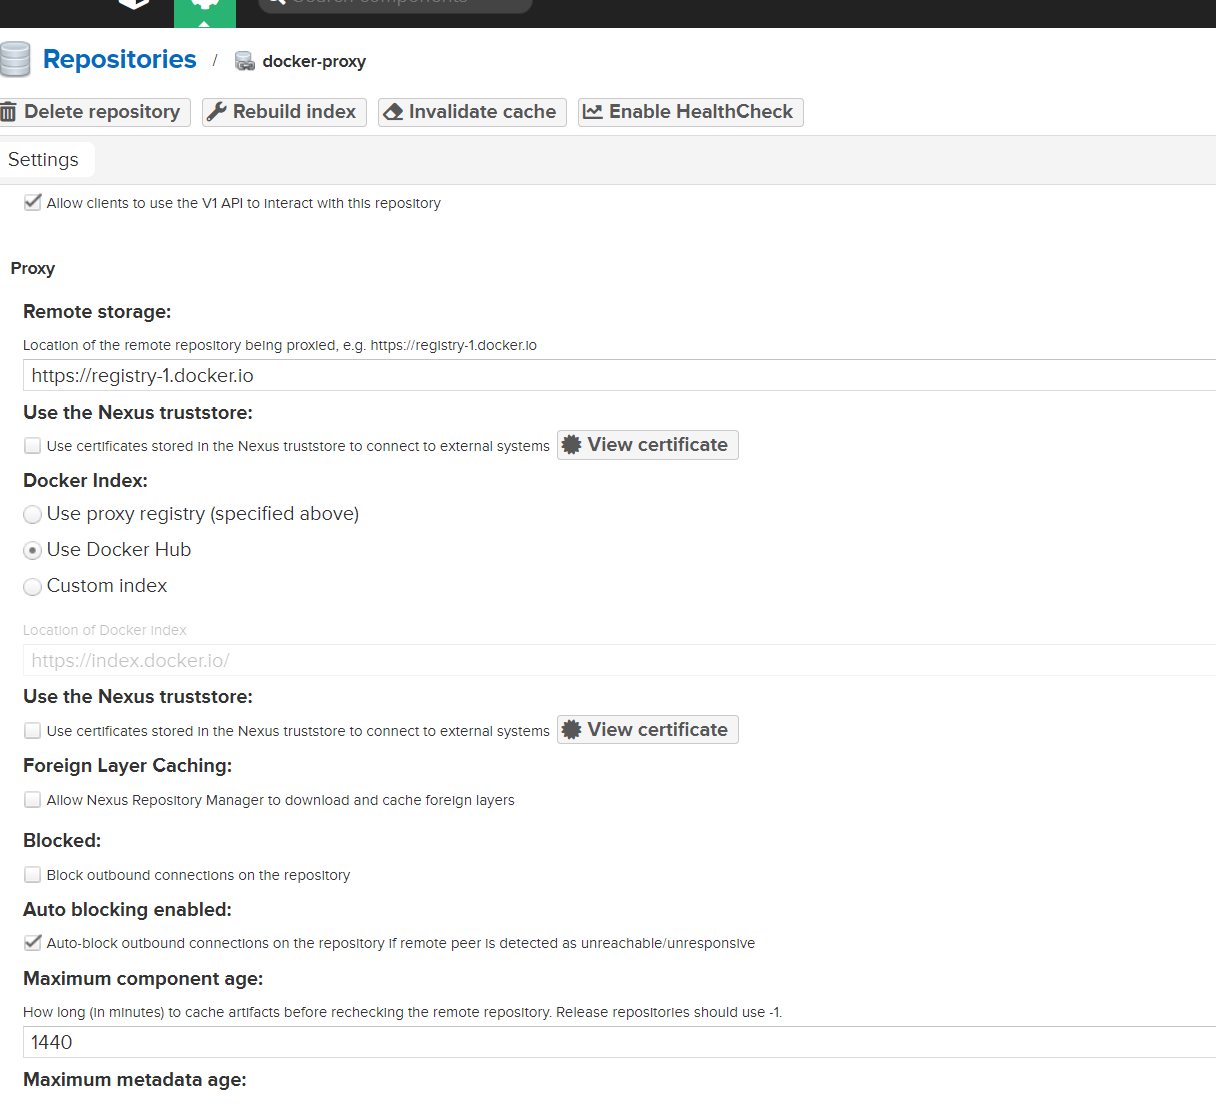 Search components
Repositories / docker-proxy
Delete repository Rebuild index Invalidate cache Enable HealthCheck
Settings
Allow clients to use the V1 API to interact with this repository
Proxy
Remote storage:
Location of the remote repository being proxied, e.g. https://registry-1.docker.io
https://registry-1.docker.io
Use the Nexus truststore:
Use certificates stored in the Nexus truststore to connect to external systems View certificate
Docker Index:
Use proxy registry (specified above)
Use Docker Hub
Custom index
Location of Docker index
https://index.docker.io/
Use the Nexus truststore:
Use certificates stored in the Nexus truststore to connect to external systems View certificate
Foreign Layer Caching:
Allow Nexus Repository Manager to download and cache foreign layers
Blocked:
Block outbound connections on the repository
Auto blocking enabled:
Auto-block outbound connections on the repository if remote peer is detected as unreachable/unresponsive
Maximum component age:
How long (in minutes) to cache artifacts before rechecking the remote repository. Release repositories should use -1.
1440
Maximum metadata age: